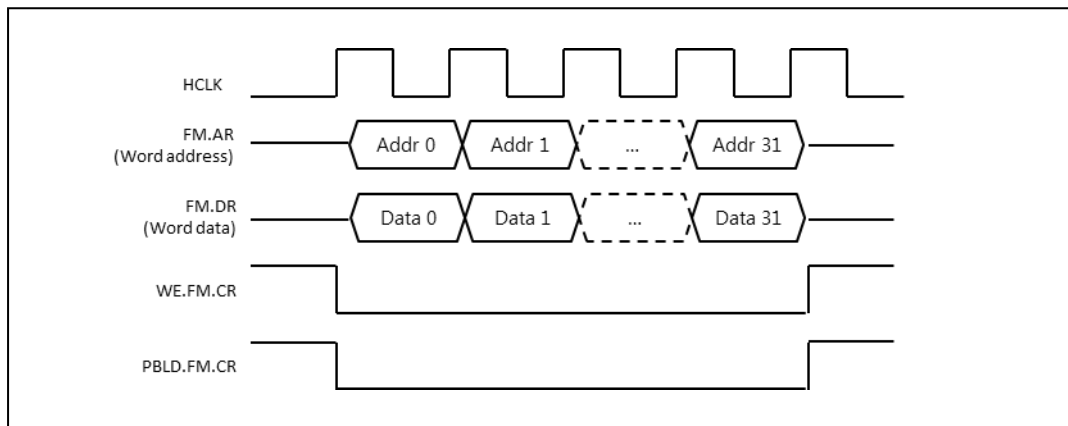 HCLK
FM.AR
(Word address)
Addr 0 Addr 1 ... Addr 31
FM.DR
(Word data)
Data 0 Data 1 ... Data 31
WE.FM.CR
PBLD.FM.CR